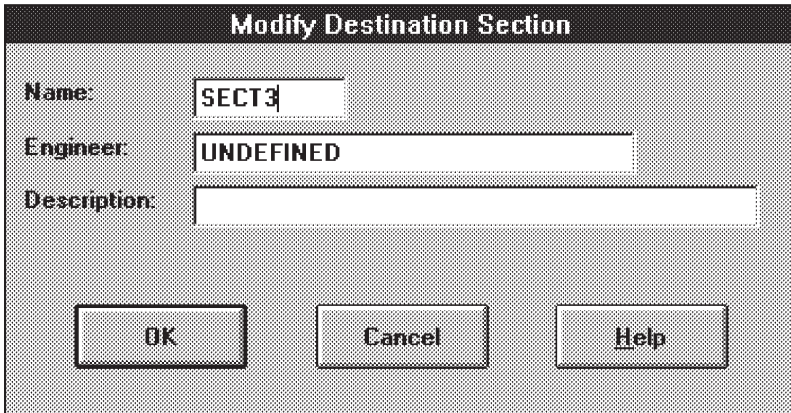 Modify Destination Section
Name: SECT3
Engineer: UNDEFINED
Description:
OK Cancel Help